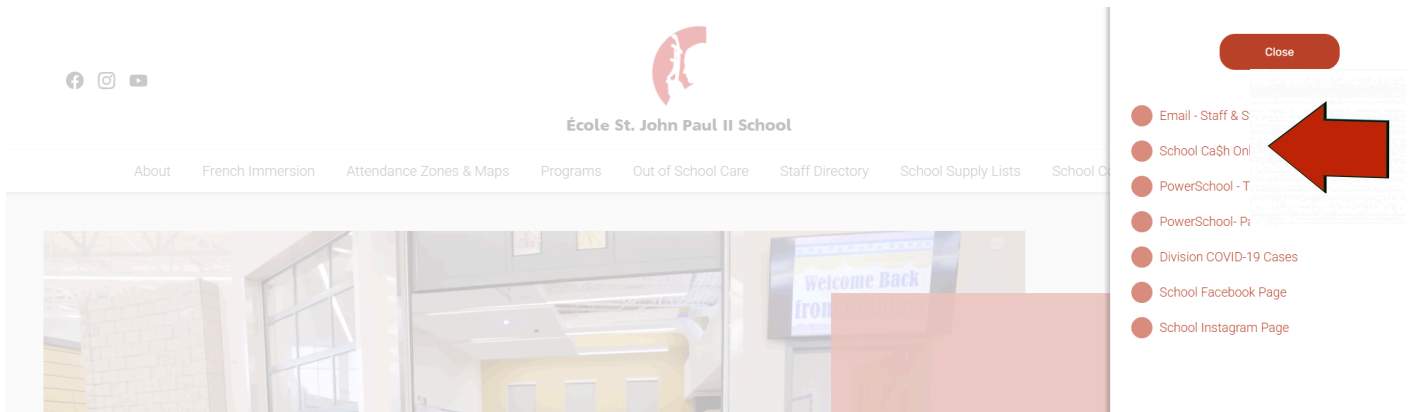 Close
École St. John Paul II School
Email - Staff & S
School Ca$h Onl
PowerSchool - T
PowerSchool- Pa
Division COVID-19 Cases
School Facebook Page
School Instagram Page
About French Immersion Attendance Zones & Maps Programs Out of School Care Staff Directory School Supply Lists School
Welcome Back
from